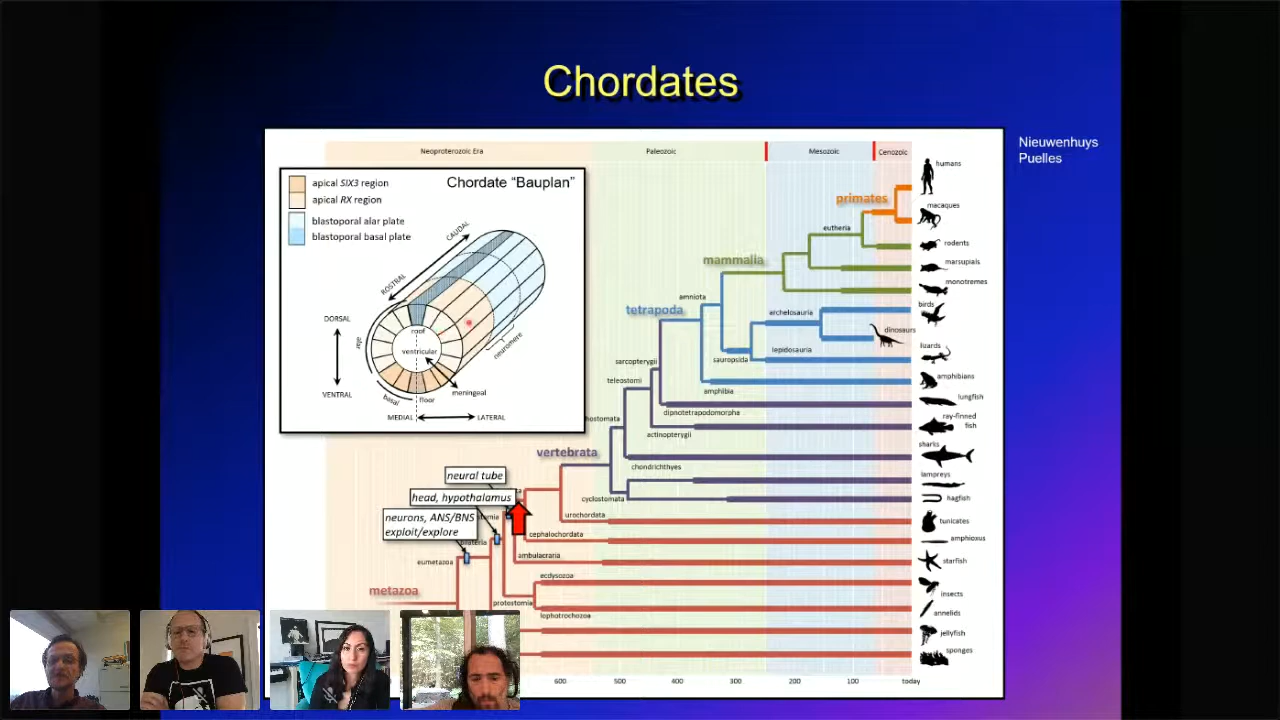 Chordates
Nieuwenhuys
Puelles
Neoproterozoic Era
Paleozoic
Mesozoic
Cenozoic
Chordate "Bauplan"
apical SIX3 region
apical RX region
blastoporal alar plate
blastoporal basal plate
CAUDAL
ROSTRAL
DORSAL
VENTRAL
alar
basal
roof
ventricular
floor
meningeal
neuromere
MEDIAL
LATERAL
humans
primates
macaques
eutheria
rodents
mammalia
marsupials
monotremes
amniota
birds
tetrapoda
archelosauria
dinosaurs
lepidosauria
lizards
sauropsida
sarcopterygii
amphibians
teleostomi
amphibia
lungfish
dipnotetrapodomorpha
ray-finned
fish
hostomata
actinopterygii
sharks
vertebrata
chondrichthyes
lampreys
neural tube
cyclostomata
hagfish
head, hypothalamus
urochordata
tunicates
neurons, ANS/BNS
exploit/explore
cephalochordata
amphioxus
eumetazoa
ambulacraria
starfish
ecdysozoa
metazoa
insects
protostomia
lophotrochozoa
annelids
jellyfish
sponges
600
500
400
300
200
100
today